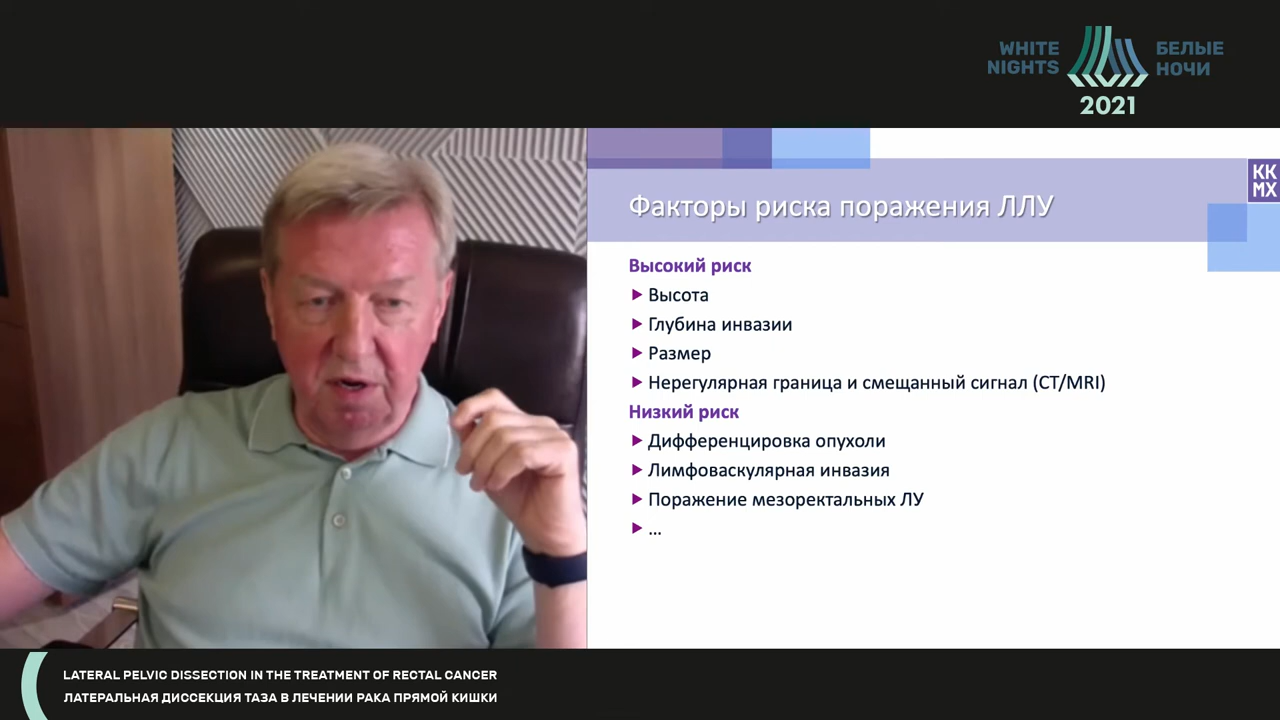 WHITE
NIGHTS
БЕЛЫЕ
НОЧИ
2021
КК
МХ
Факторы риска поражения ЛЛУ
Высокий риск
Высота
Глубина инвазии
Размер
Нерегулярная граница и смещанный сигнал (CT/MRI)
Низкий риск
Дифференцировка опухоли
Лимфоваскулярная инвазия
Поражение мезоректальных ЛУ
...
LATERAL PELVIC DISSECTION IN THE TREATMENT OF RECTAL CANCER
ЛАТЕРАЛЬНАЯ ДИССЕКЦИЯ ТАЗА В ЛЕЧЕНИИ РАКА ПРЯМОЙ КИШКИ